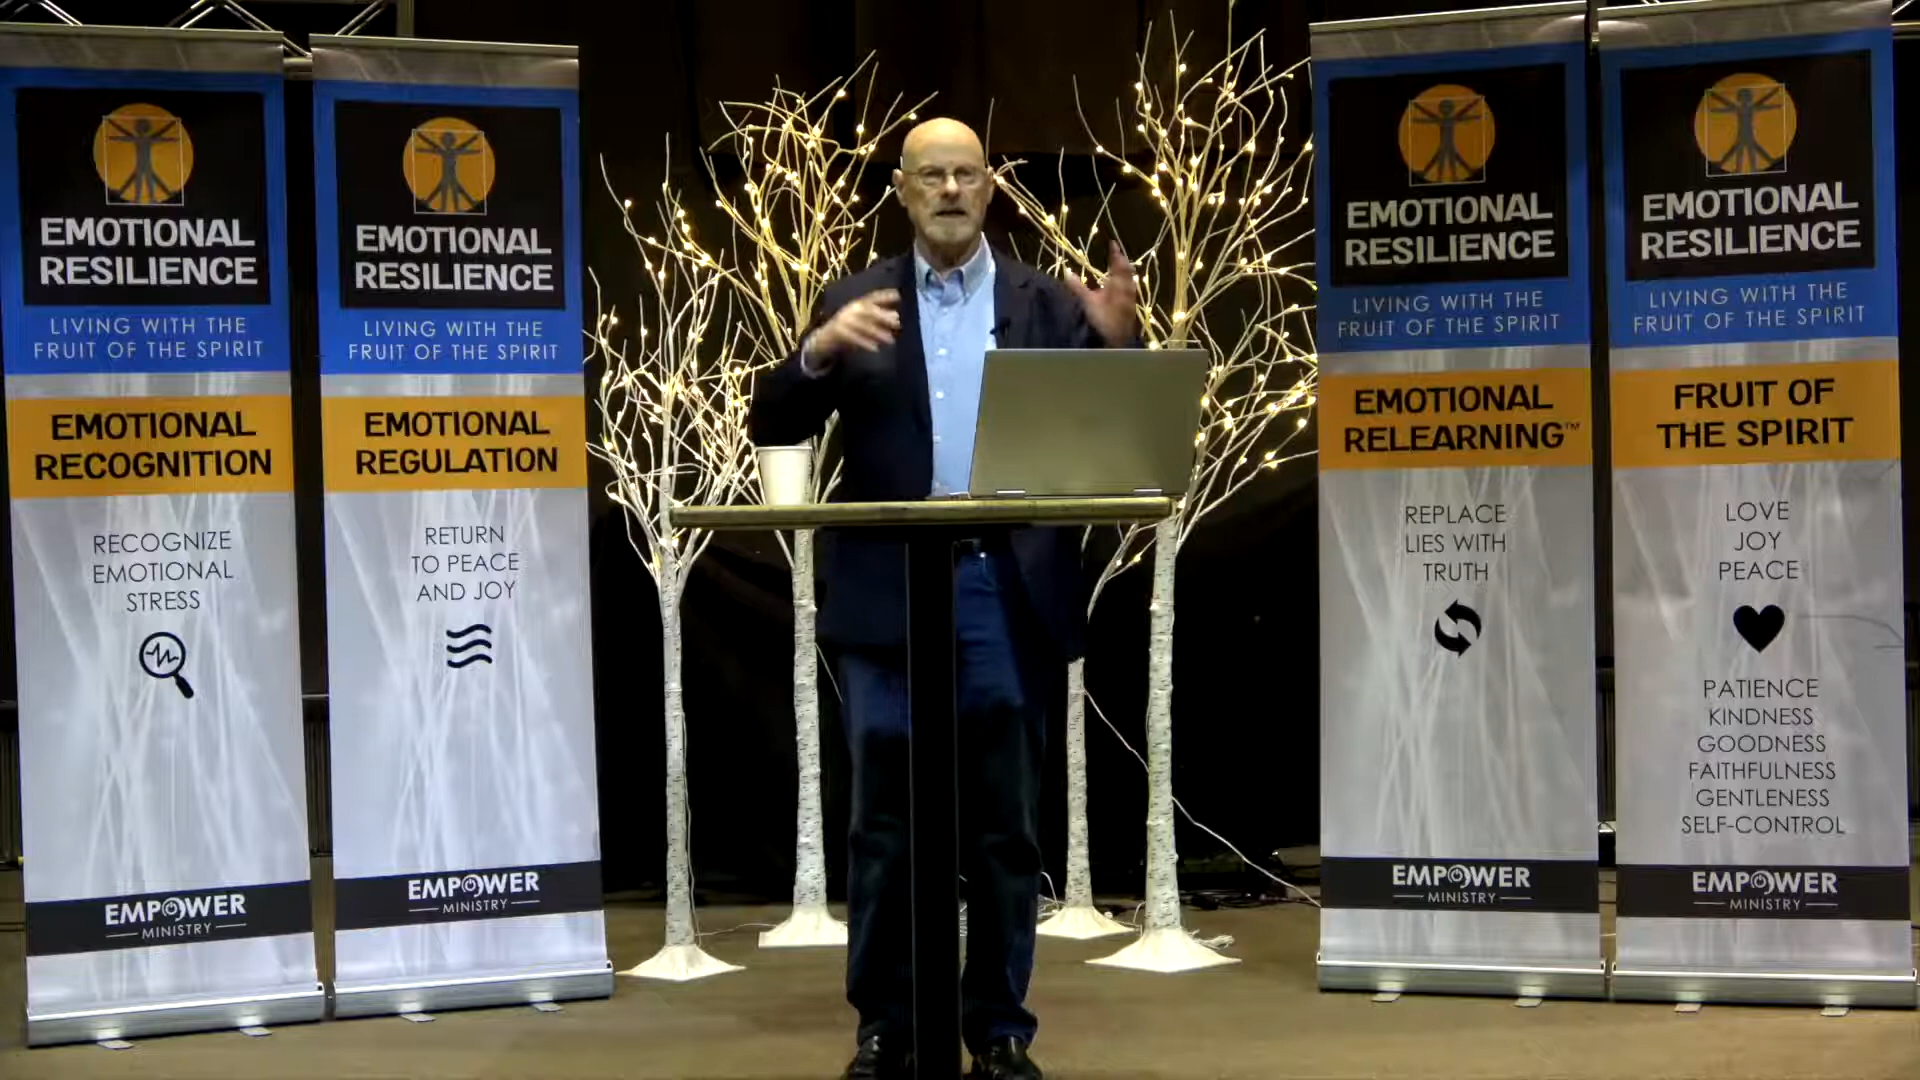 EMOTIONAL
RESILIENCE
LIVING WITH THE
FRUIT OF THE SPIRIT
EMOTIONAL
RECOGNITION
RECOGNIZE
EMOTIONAL
STRESS
EMPOWER
MINISTRY
EMOTIONAL
RESILIENCE
LIVING WITH THE
FRUIT OF THE SPIRIT
EMOTIONAL
REGULATION
RETURN
TO PEACE
AND JOY
EMPOWER
MINISTRY
EMOTIONAL
RESILIENCE
LIVING WITH THE
FRUIT OF THE SPIRIT
EMOTIONAL
RELEARNING™
REPLACE
LIES WITH
TRUTH
EMPOWER
MINISTRY
EMOTIONAL
RESILIENCE
LIVING WITH THE
FRUIT OF THE SPIRIT
FRUIT OF
THE SPIRIT
LOVE
JOY
PEACE
PATIENCE
KINDNESS
GOODNESS
FAITHFULNESS
GENTLENESS
SELF-CONTROL
EMPOWER
MINISTRY